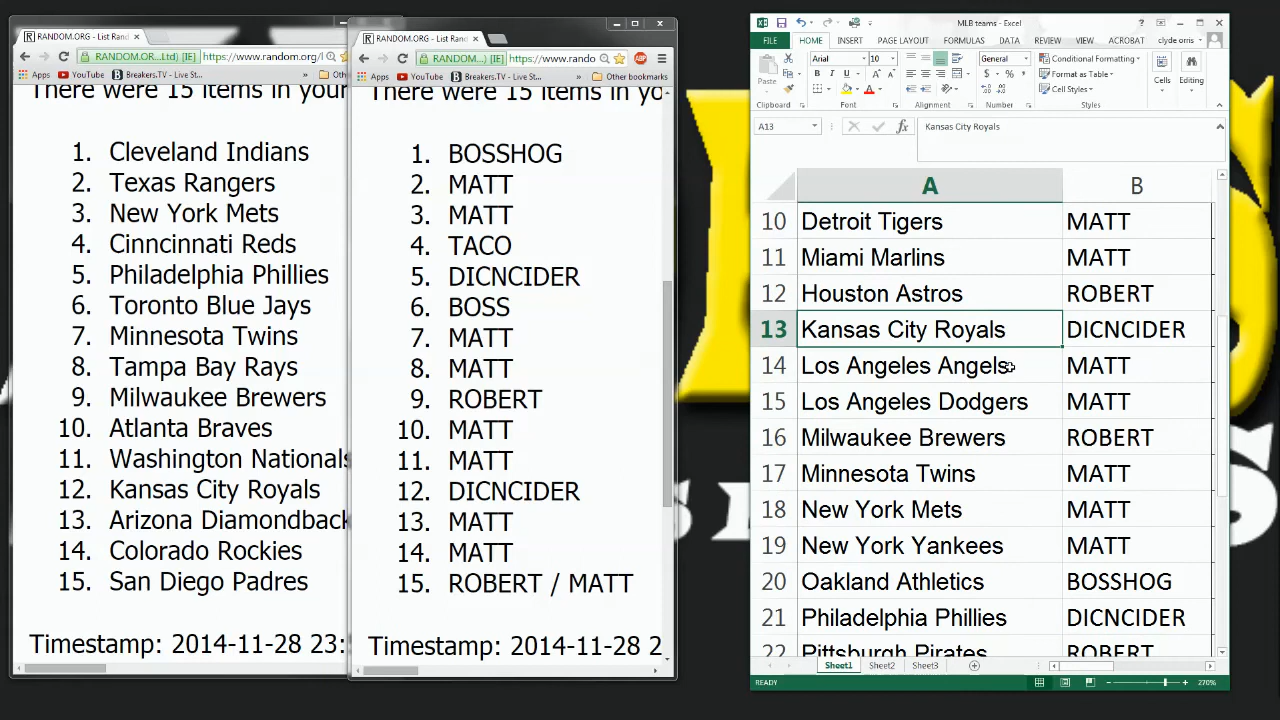 RANDOM.ORG - List Rand
RANDOM.OR... Ltd) [IE]
https://www.random.org/l
Apps
YouTube
Breakers.TV - Live St...
Other
There were 15 items in your
1. Cleveland Indians
2. Texas Rangers
3. New York Mets
4. Cinncinnati Reds
5. Philadelphia Phillies
6. Toronto Blue Jays
7. Minnesota Twins
8. Tampa Bay Rays
9. Milwaukee Brewers
10. Atlanta Braves
11. Washington Nationals
12. Kansas City Royals
13. Arizona Diamondback
14. Colorado Rockies
15. San Diego Padres
Timestamp: 2014-11-28 23:
RANDOM.ORG - List Rand
RANDOM...) [IE]
https://www.rando
Apps
YouTube
Breakers.TV - Live St...
Other bookmarks
There were 15 items in yo
1. BOSSHOG
2. MATT
3. MATT
4. TACO
5. DICNCIDER
6. BOSS
7. MATT
8. MATT
9. ROBERT
10. MATT
11. MATT
12. DICNCIDER
13. MATT
14. MATT
15. ROBERT / MATT
Timestamp: 2014-11-28 2
MLB teams - Excel
FILE HOME INSERT PAGE LAYOUT FORMULAS DATA REVIEW VIEW ACROBAT clyde orris
Paste
Arial 10
General
Conditional Formatting
Format as Table
Cell Styles
Cells
Editing
Clipboard Font Alignment Number Styles
A13 Kansas City Royals
A B
10 Detroit Tigers MATT
11 Miami Marlins MATT
12 Houston Astros ROBERT
13 Kansas City Royals DICNCIDER
14 Los Angeles Angels MATT
15 Los Angeles Dodgers MATT
16 Milwaukee Brewers ROBERT
17 Minnesota Twins MATT
18 New York Mets MATT
19 New York Yankees MATT
20 Oakland Athletics BOSSHOG
21 Philadelphia Phillies DICNCIDER
22 Pittsburgh Pirates ROBERT
Sheet1 Sheet2 Sheet3
READY 270%